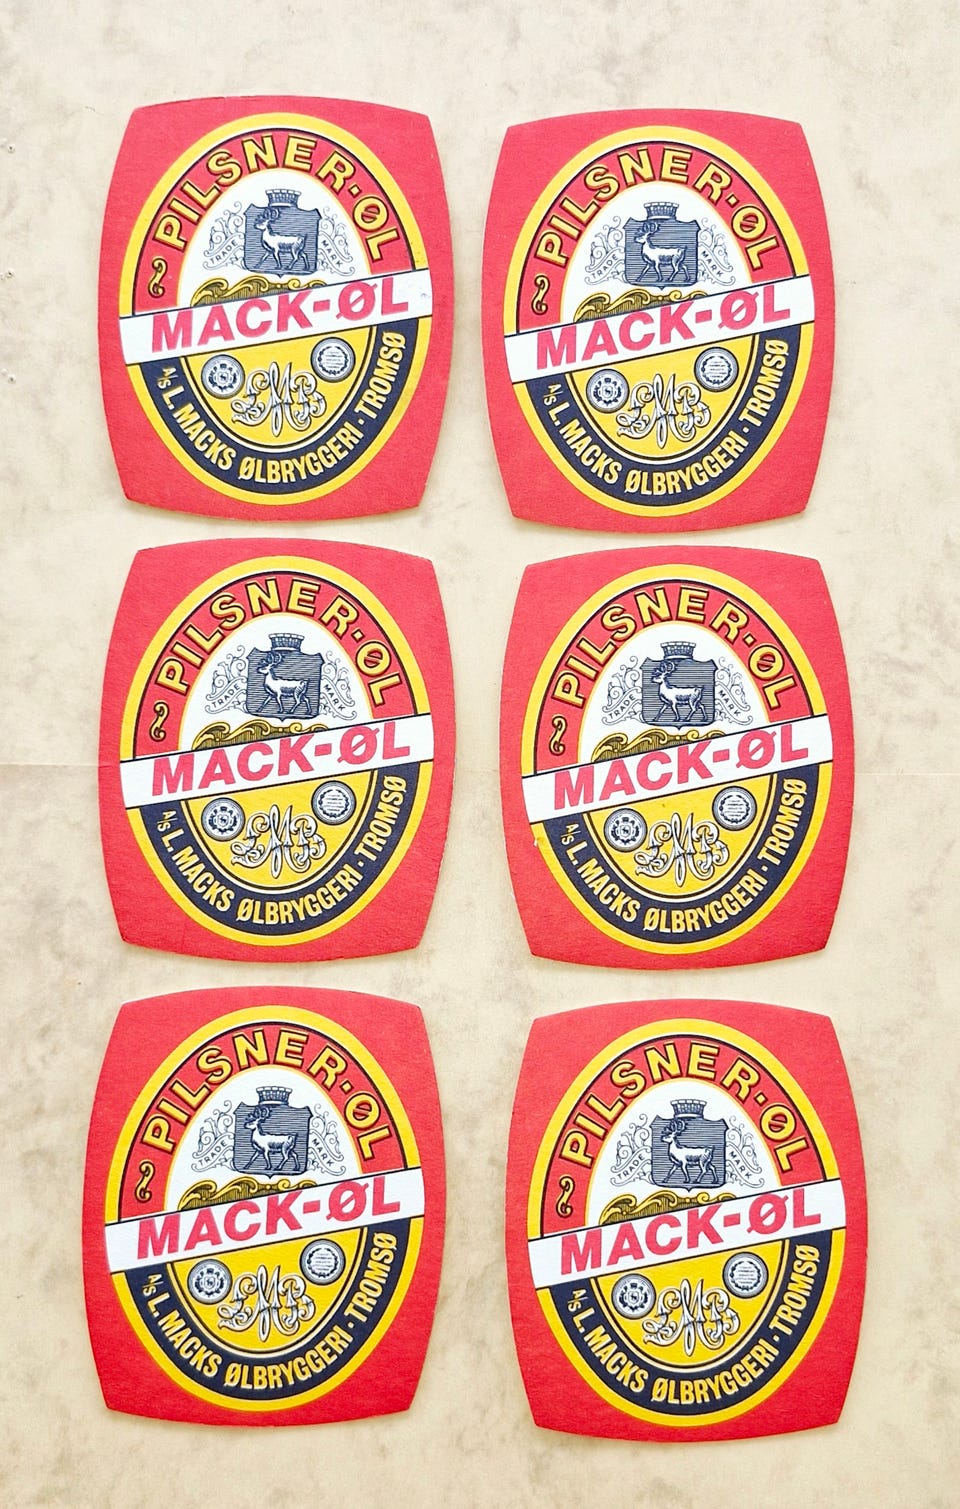 PILSNER-ØL
TRADE MARK
MACK-ØL
LMB
A/S L. MACKS ØLBRYGGERI · TROMSØ
PILSNER-ØL
TRADE MARK
MACK-ØL
LMB
A/S L. MACKS ØLBRYGGERI · TROMSØ
PILSNER-ØL
TRADE MARK
MACK-ØL
LMB
A/S L. MACKS ØLBRYGGERI · TROMSØ
PILSNER-ØL
TRADE MARK
MACK-ØL
LMB
A/S L. MACKS ØLBRYGGERI · TROMSØ
PILSNER-ØL
TRADE MARK
MACK-ØL
LMB
A/S L. MACKS ØLBRYGGERI · TROMSØ
PILSNER-ØL
TRADE MARK
MACK-ØL
LMB
A/S L. MACKS ØLBRYGGERI · TROMSØ